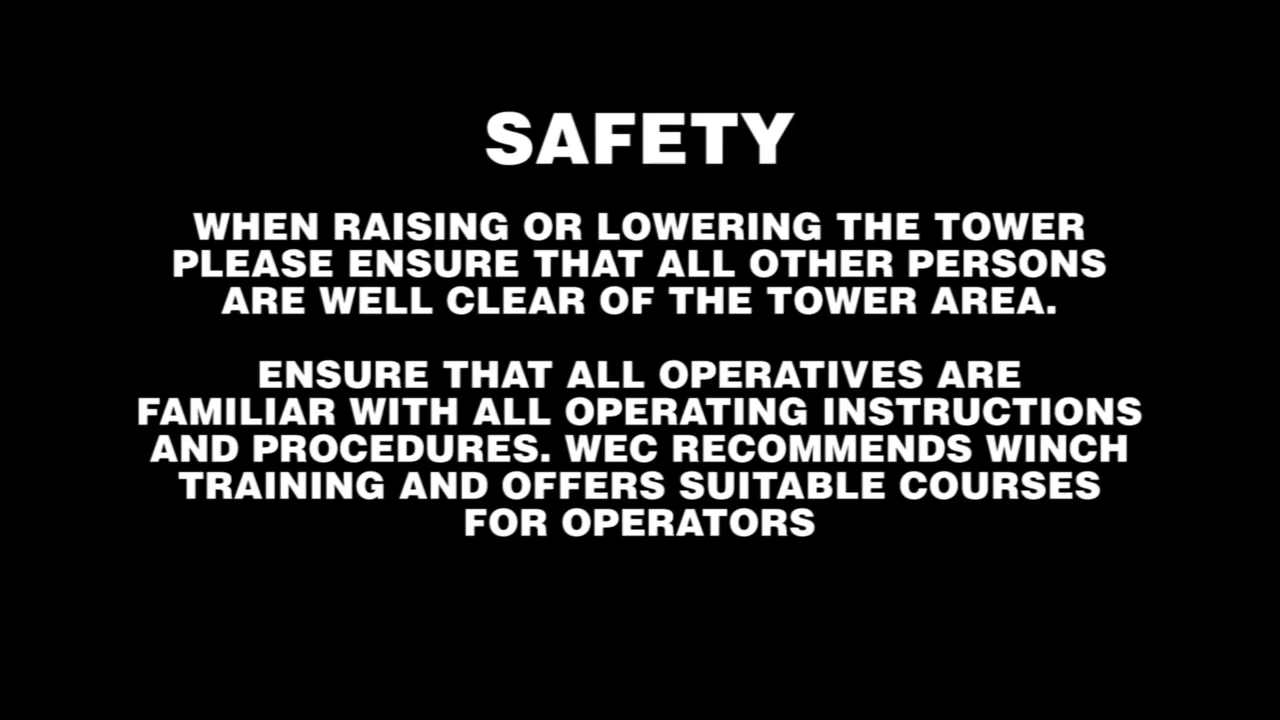 SAFETY
WHEN RAISING OR LOWERING THE TOWER
PLEASE ENSURE THAT ALL OTHER PERSONS
ARE WELL CLEAR OF THE TOWER AREA.
ENSURE THAT ALL OPERATIVES ARE
FAMILIAR WITH ALL OPERATING INSTRUCTIONS
AND PROCEDURES. WEC RECOMMENDS WINCH
TRAINING AND OFFERS SUITABLE COURSES
FOR OPERATORS